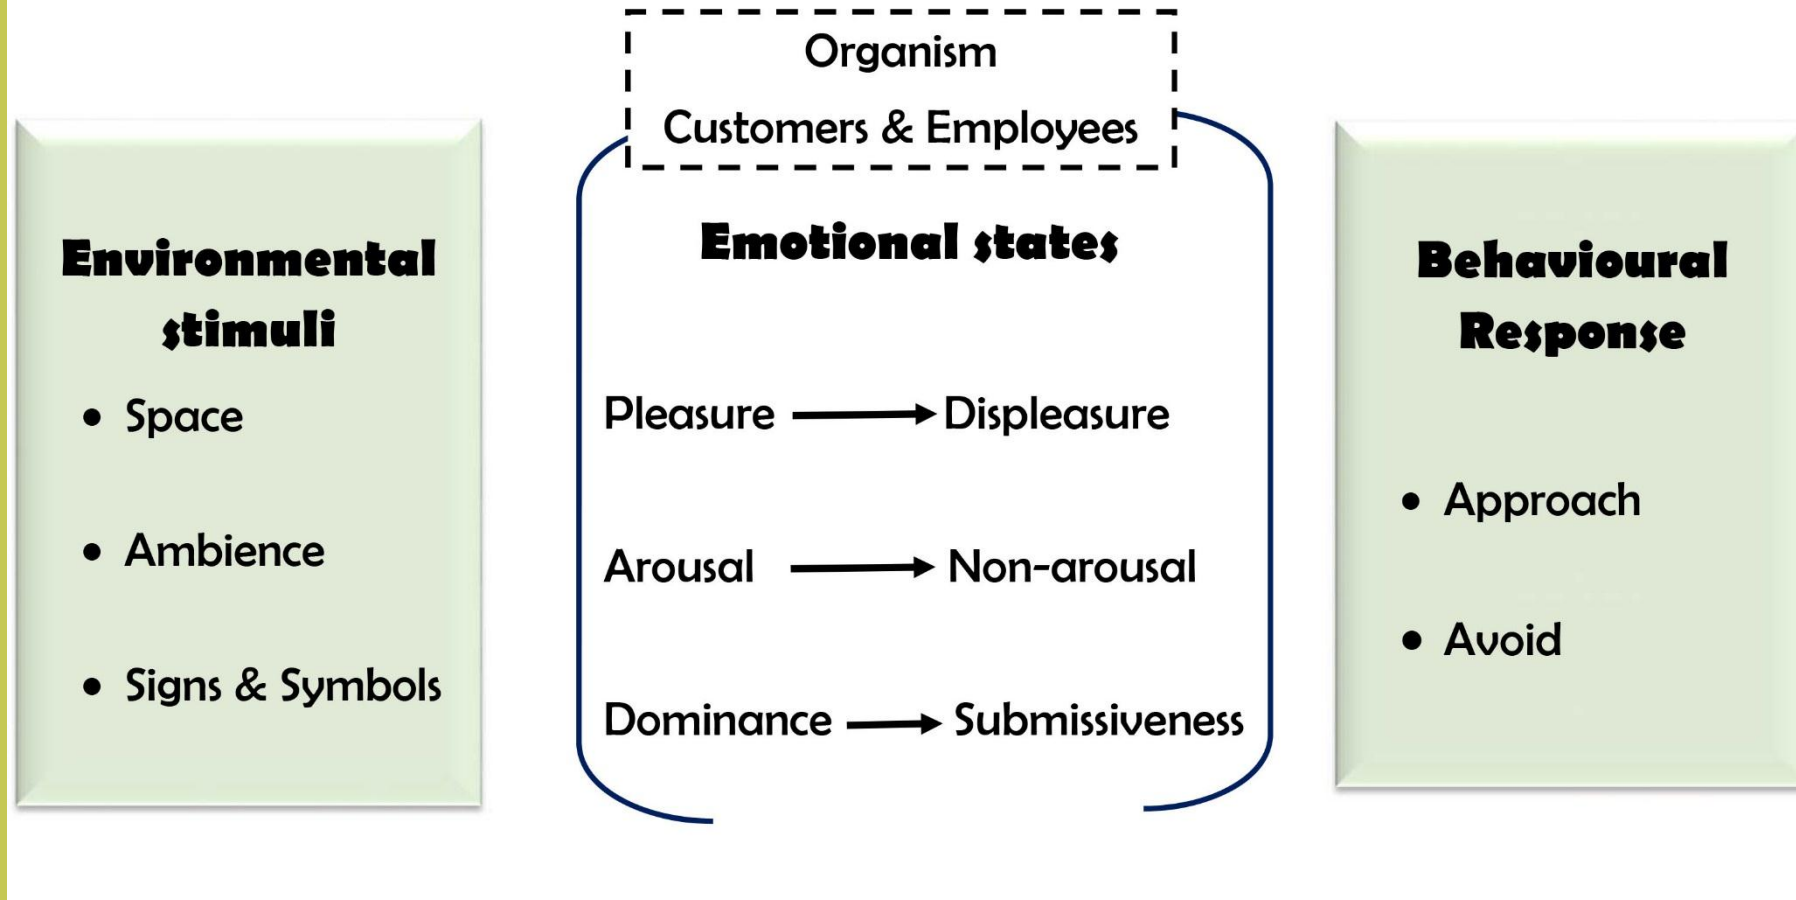 Organism
Customers & Employees
Environmental
stimuli
• Space
• Ambience
• Signs & Symbols
Emotional states
Pleasure → Displeasure
Arousal → Non-arousal
Dominance → Submissiveness
Behavioural
Response
• Approach
• Avoid